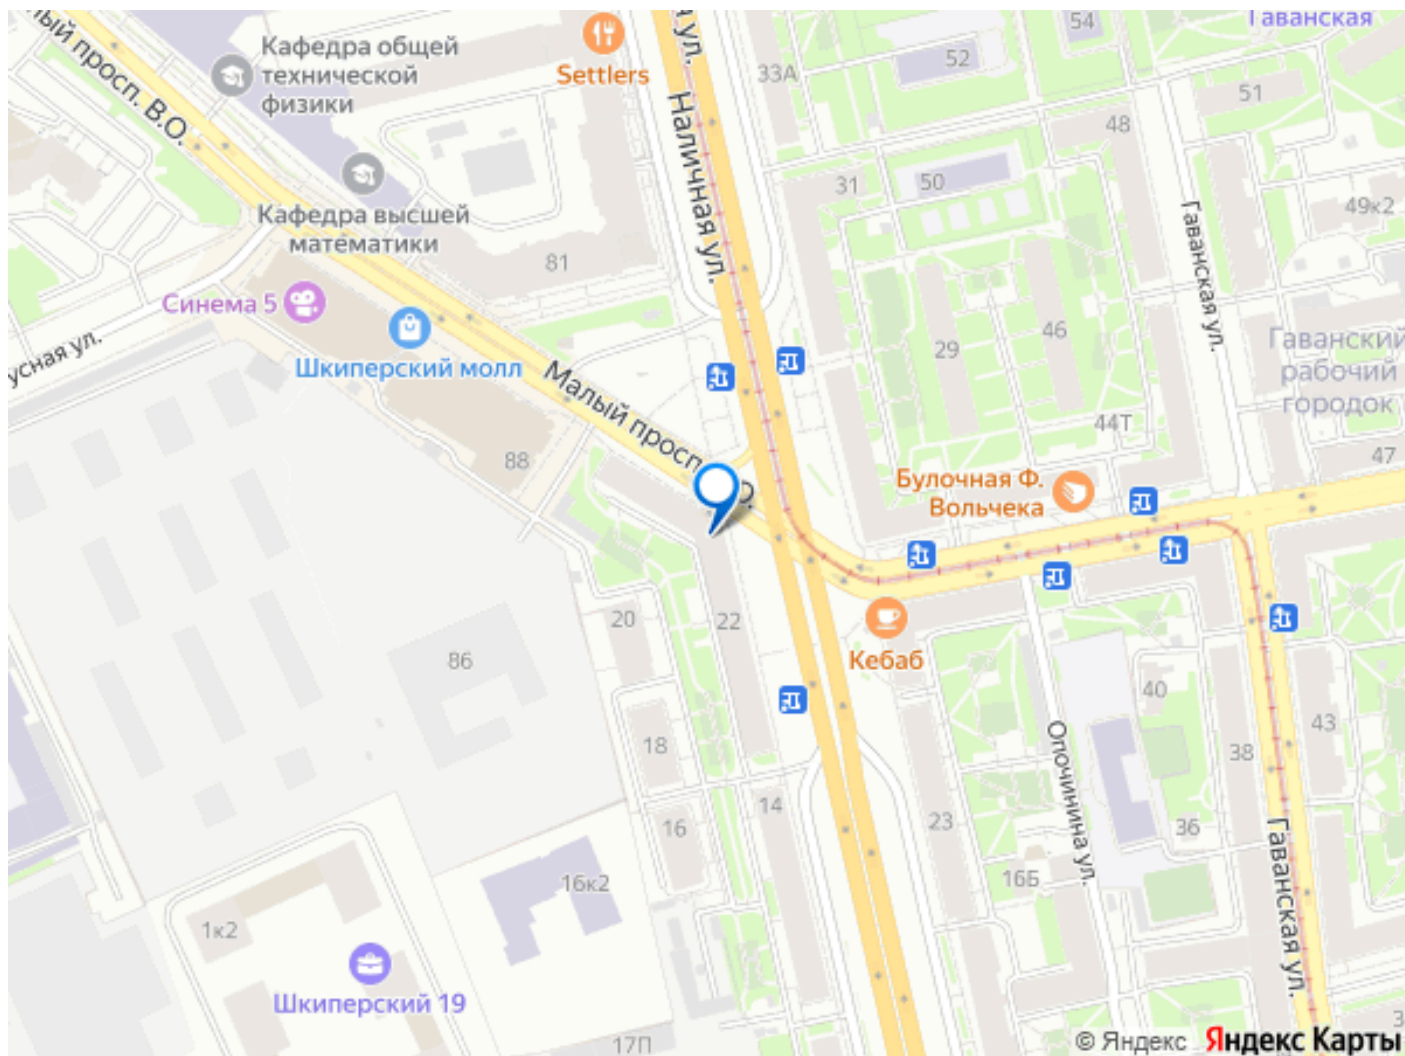 лый просп. В.О.
Кафедра общей
технической
физики
Settlers
я ул.
Наличная ул.
33А
52
54
Гаванская
51
48
31
50
49к2
Гаванская ул.
Кафедра высшей
математики
81
Синема 5
Шкиперский молл
усная ул.
Малый просп.
О.
29
46
Гаванский
рабочий
городок
44Т
47
88
Булочная Ф.
Вольчека
20
22
86
Кебаб
40
43
38
18
Опочинина ул.
14
16
23
36
16Б
Гаванская ул.
16к2
1к2
Шкиперский 19
17П
3
© Яндекс Яндекс Карты